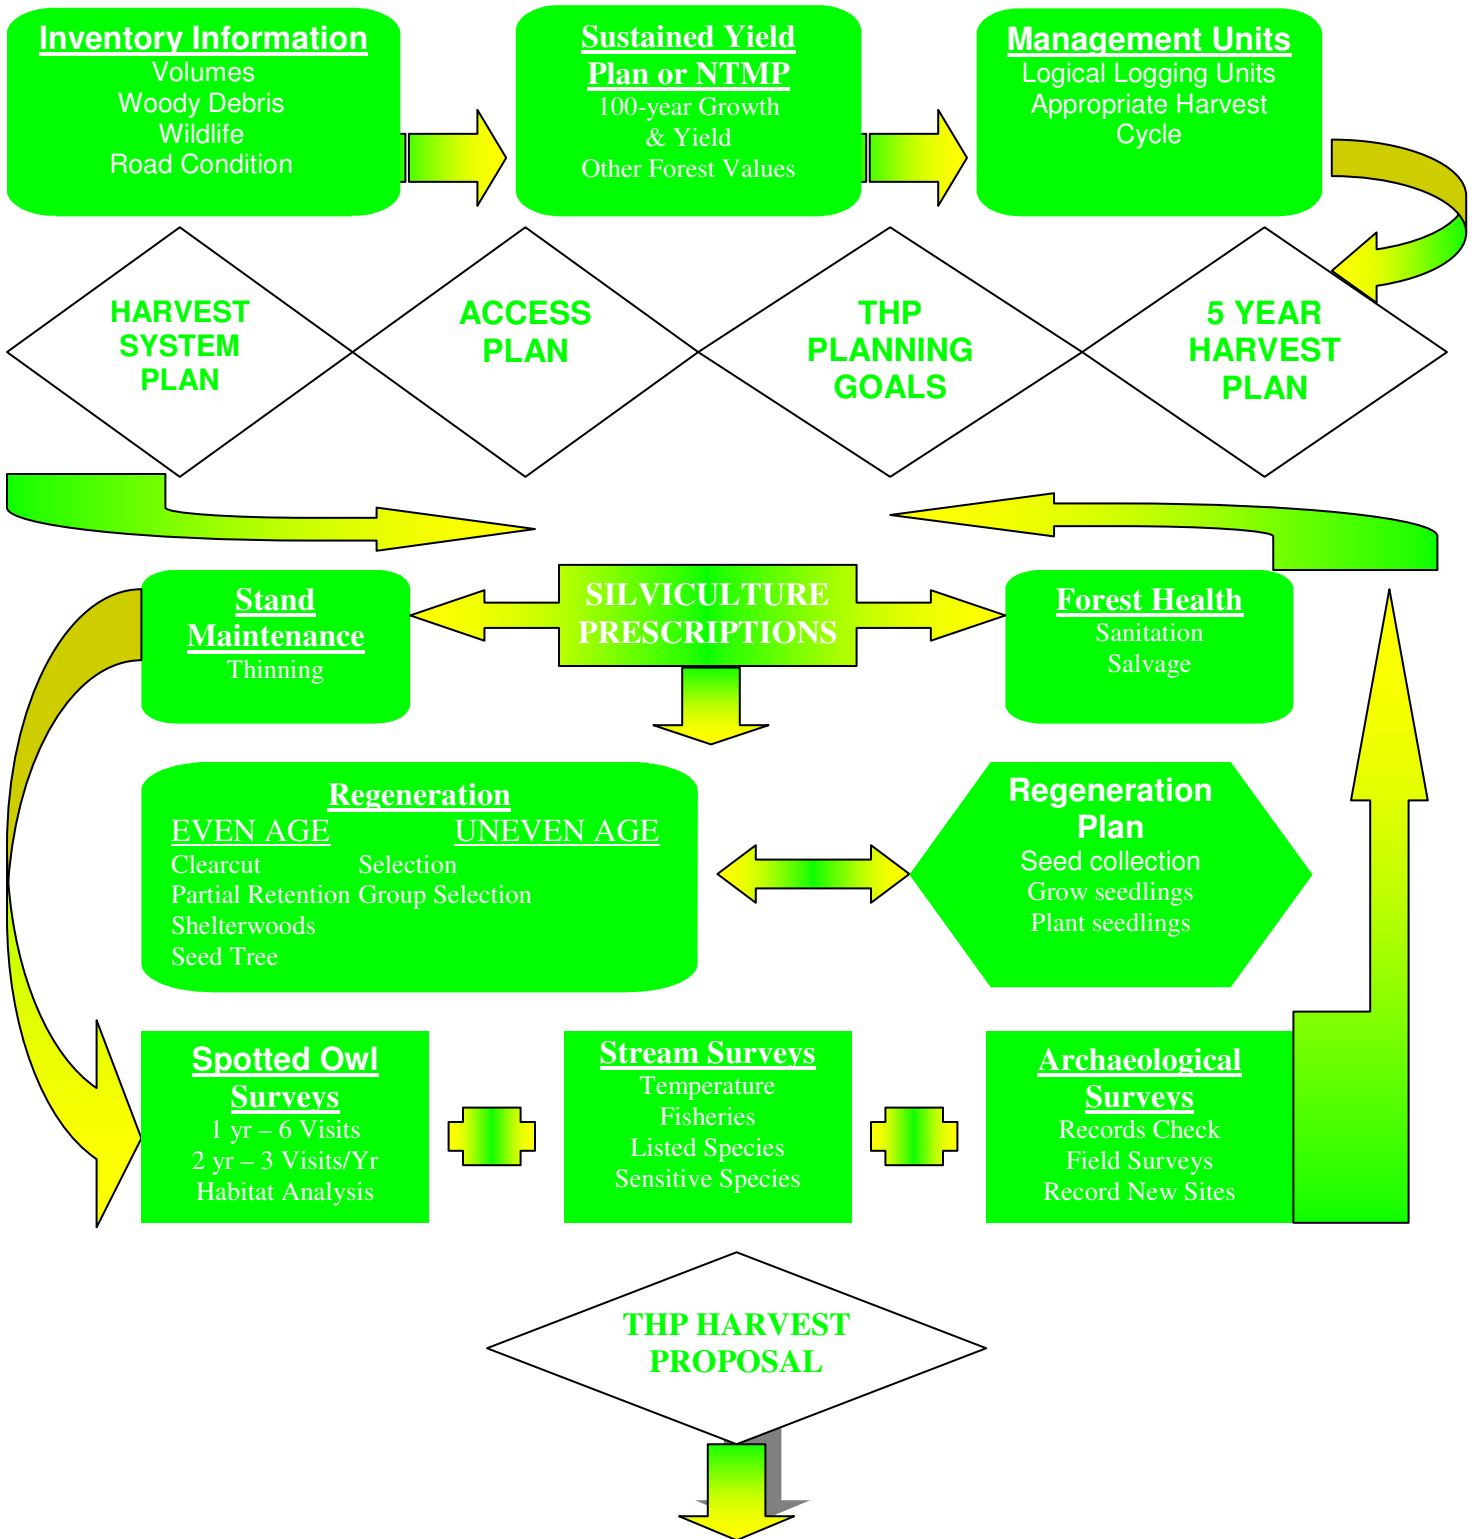 Inventory Information
Volumes
Woody Debris
Wildlife
Road Condition
Sustained Yield
Plan or NTMP
100-year Growth
& Yield
Other Forest Values
Management Units
Logical Logging Units
Appropriate Harvest
Cycle
HARVEST
SYSTEM
PLAN
ACCESS
PLAN
THP
PLANNING
GOALS
5 YEAR
HARVEST
PLAN
Stand
Maintenance
Thinning
SILVICULTURE
PRESCRIPTIONS
Forest Health
Sanitation
Salvage
Regeneration
EVEN AGE UNEVEN AGE
Clearcut Selection
Partial Retention Group Selection
Shelterwoods
Seed Tree
Regeneration
Plan
Seed collection
Grow seedlings
Plant seedlings
Spotted Owl
Surveys
1 yr – 6 Visits
2 yr – 3 Visits/Yr
Habitat Analysis
Stream Surveys
Temperature
Fisheries
Listed Species
Sensitive Species
Archaeological
Surveys
Records Check
Field Surveys
Record New Sites
THP HARVEST
PROPOSAL